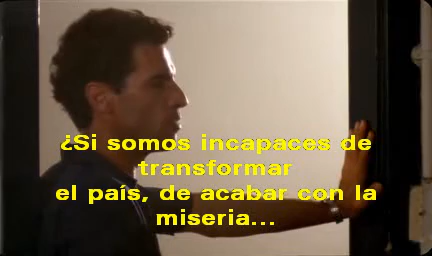 ¿Si somos incapaces de
transformar
el país, de acabar con la
miseria...